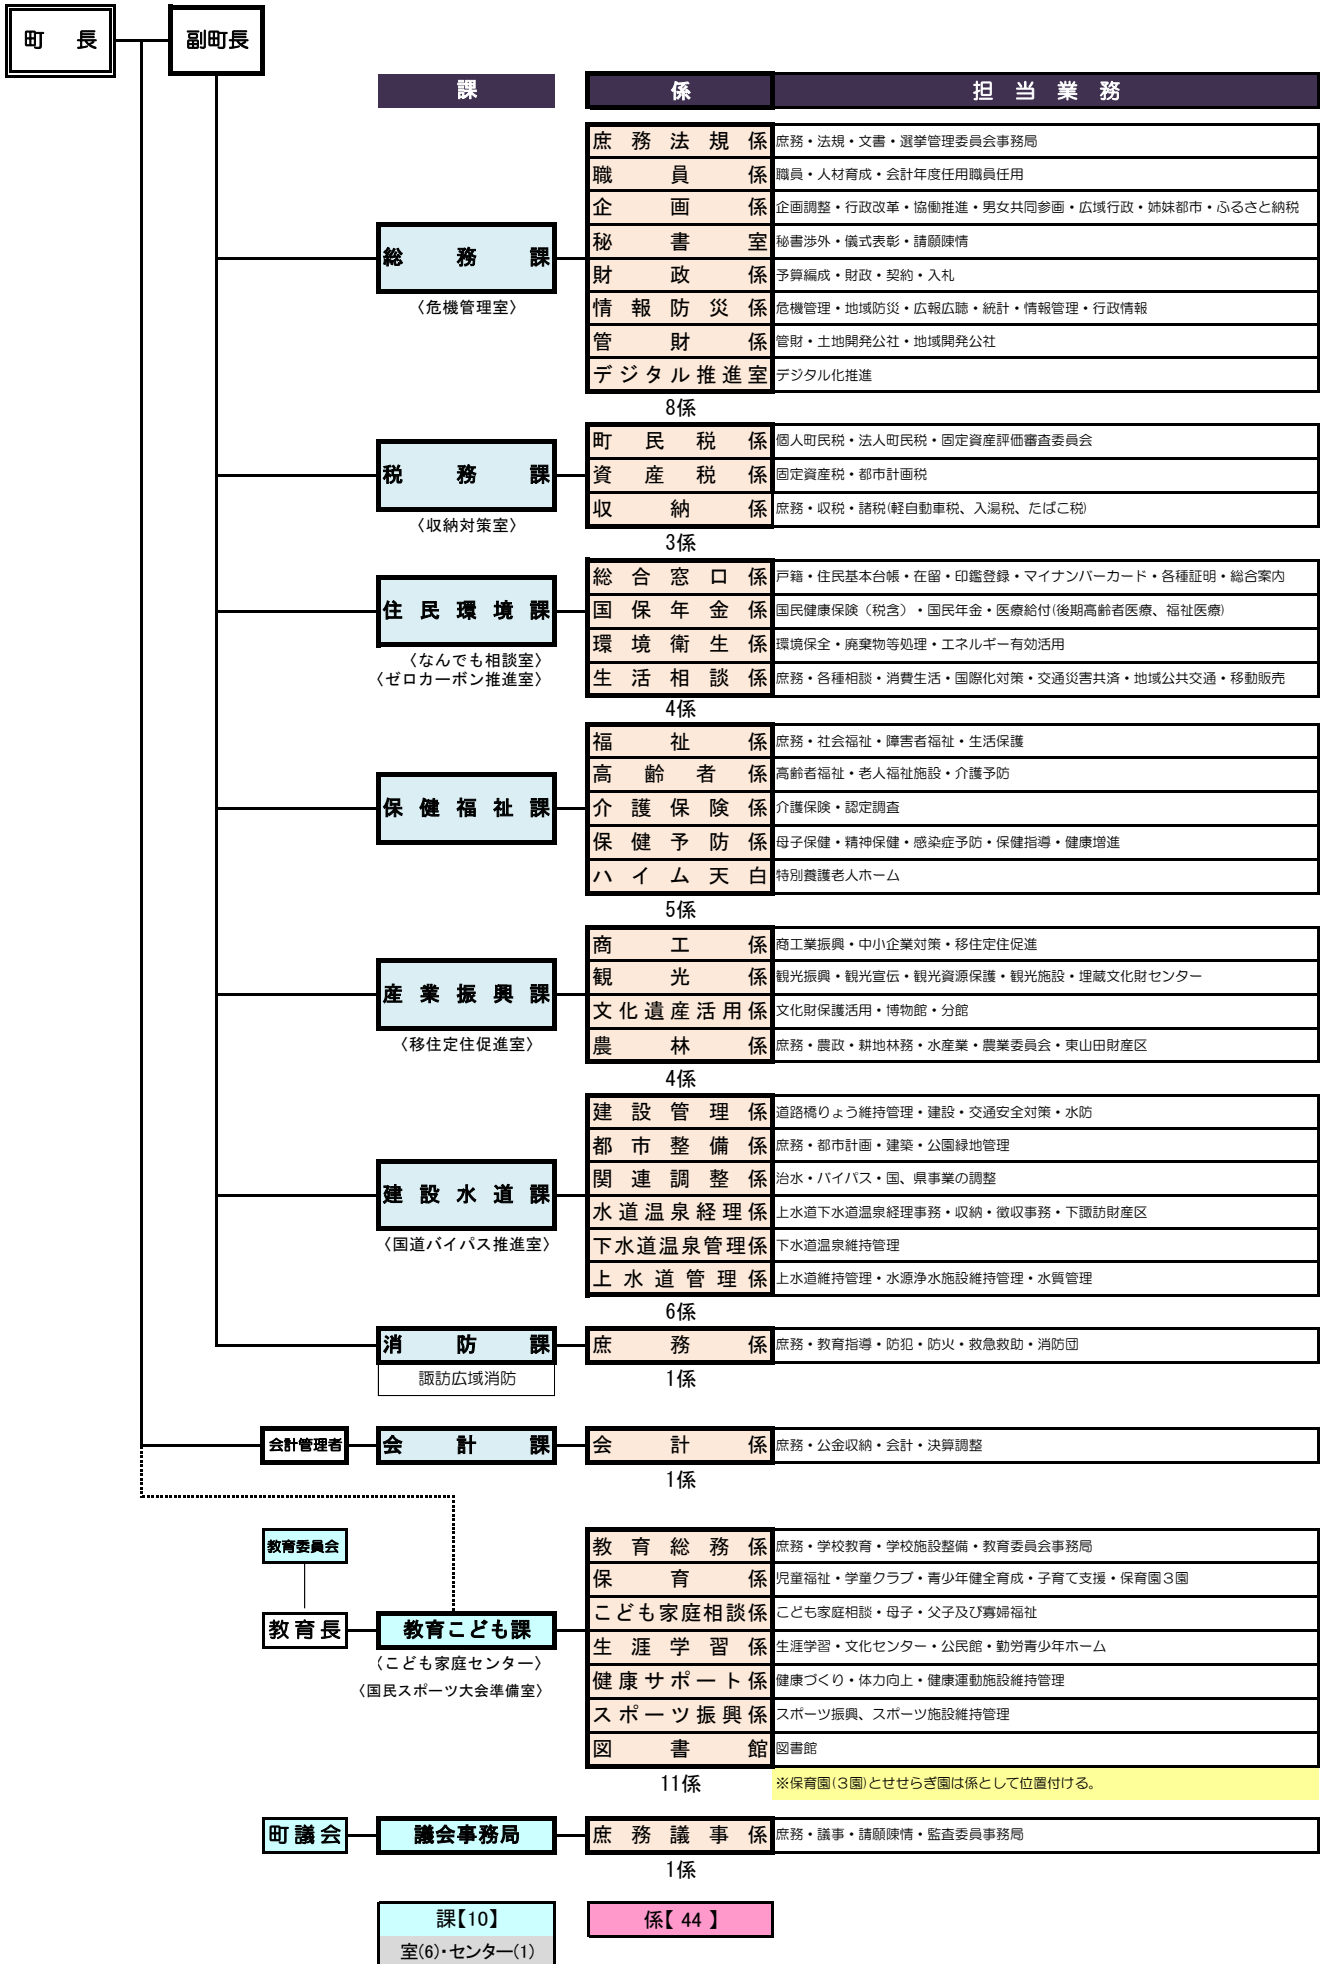 町長 副町長
課 係 担当業務
庶務法規係 庶務・法規・文書・選挙管理委員会事務局
職員係 職員・人材育成・会計年度任用職員任用
企画係 企画調整・行政改革・協働推進・男女共同参画・広域行政・姉妹都市・ふるさと納税
秘書室 秘書渉外・儀式表彰・請願陳情
総務課
財政係 予算編成・財政・契約・入札
〈危機管理室〉
情報防災係 危機管理・地域防災・広報広聴・統計・情報管理・行政情報
管財係 管財・土地開発公社・地域開発公社
デジタル推進室 デジタル化推進
8係
町民税係 個人町民税・法人町民税・固定資産評価審査委員会
税務課 資産税係 固定資産税・都市計画税
収納係 庶務・収税・諸税(軽自動車税、入湯税、たばこ税)
〈収納対策室〉
3係
総合窓口係 戸籍・住民基本台帳・在留・印鑑登録・マイナンバーカード・各種証明・総合案内
住民環境課 国保年金係 国民健康保険（税含）・国民年金・医療給付(後期高齢者医療、福祉医療)
環境衛生係 環境保全・廃棄物等処理・エネルギー有効活用
〈なんでも相談室〉
〈ゼロカーボン推進室〉
生活相談係 庶務・各種相談・消費生活・国際化対策・交通災害共済・地域公共交通・移動販売
4係
福祉係 庶務・社会福祉・障害者福祉・生活保護
高齢者係 高齢者福祉・老人福祉施設・介護予防
保健福祉課 介護保険係 介護保険・認定調査
保健予防係 母子保健・精神保健・感染症予防・保健指導・健康増進
ハイム天白 特別養護老人ホーム
5係
商工係 商工業振興・中小企業対策・移住定住促進
観光係 観光振興・観光宣伝・観光資源保護・観光施設・埋蔵文化財センター
産業振興課
文化遺産活用係 文化財保護活用・博物館・分館
〈移住定住促進室〉
農林係 庶務・農政・耕地林務・水産業・農業委員会・東山田財産区
4係
建設管理係 道路橋りょう維持管理・建設・交通安全対策・水防
都市整備係 庶務・都市計画・建築・公園緑地管理
関連調整係 治水・バイパス・国、県事業の調整
建設水道課
水道温泉経理係 上水道下水道温泉経理事務・収納・徴収事務・下諏訪財産区
〈国道バイパス推進室〉
下水道温泉管理係 下水道温泉維持管理
上水道管理係 上水道維持管理・水源浄水施設維持管理・水質管理
6係
消防課 庶務係 庶務・教育指導・防犯・防火・救急救助・消防団
諏訪広域消防
1係
会計管理者 会計課 会計係 庶務・公金収納・会計・決算調整
1係
教育委員会
教育総務係 庶務・学校教育・学校施設整備・教育委員会事務局
保育係 児童福祉・学童クラブ・青少年健全育成・子育て支援・保育園3園
こども家庭相談係 こども家庭相談・母子・父子及び寡婦福祉
教育長 教育こども課
生涯学習係 生涯学習・文化センター・公民館・勤労青少年ホーム
〈こども家庭センター〉
健康サポート係 健康づくり・体力向上・健康運動施設維持管理
〈国民スポーツ大会準備室〉
スポーツ振興係 スポーツ振興、スポーツ施設維持管理
図書館 図書館
11係 ※保育園(3園)とせせらぎ園は係として位置付ける。
町議会 議会事務局 庶務議事係 庶務・議事・請願陳情・監査委員事務局
1係
課【10】 係【 44 】
室(6)・センター(1)